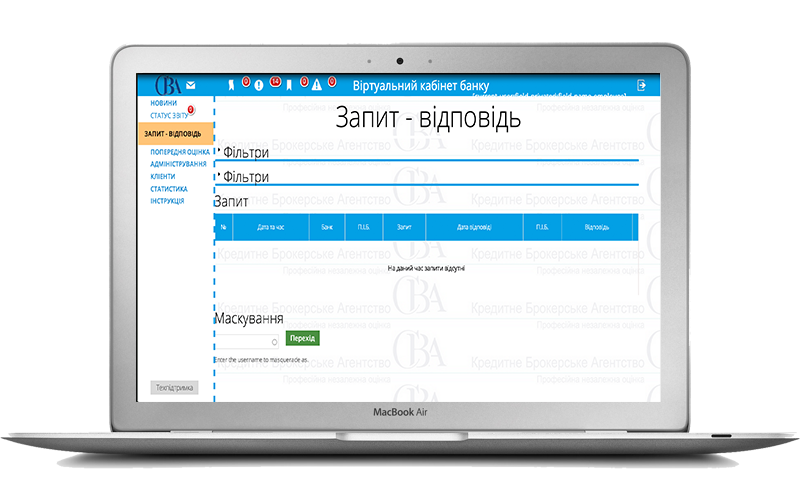 СВА
0
14
0
0
Віртуальний кабінет банку
НОВИНИ
СТАТУС ЗВІТУ
0
ЗАПИТ - ВІДПОВІДЬ
ПОПЕРЕДНЯ ОЦІНКА
АДМІНІСТРУВАННЯ
КЛІЄНТИ
СТАТИСТИКА
ІНСТРУКЦІЯ
Техпідтримка
Запит - відповідь
Фільтри
Фільтри
Запит
№ Дата та час Банк П.І.Б. Запит Дата відповіді П.І.Б. Відповідь
На даний час запити відсутні
Маскування
Перехід
Enter the username to masquerade as.
Кредитне Брокерське Агентство
Професійна незалежна оцінка
MacBook Air